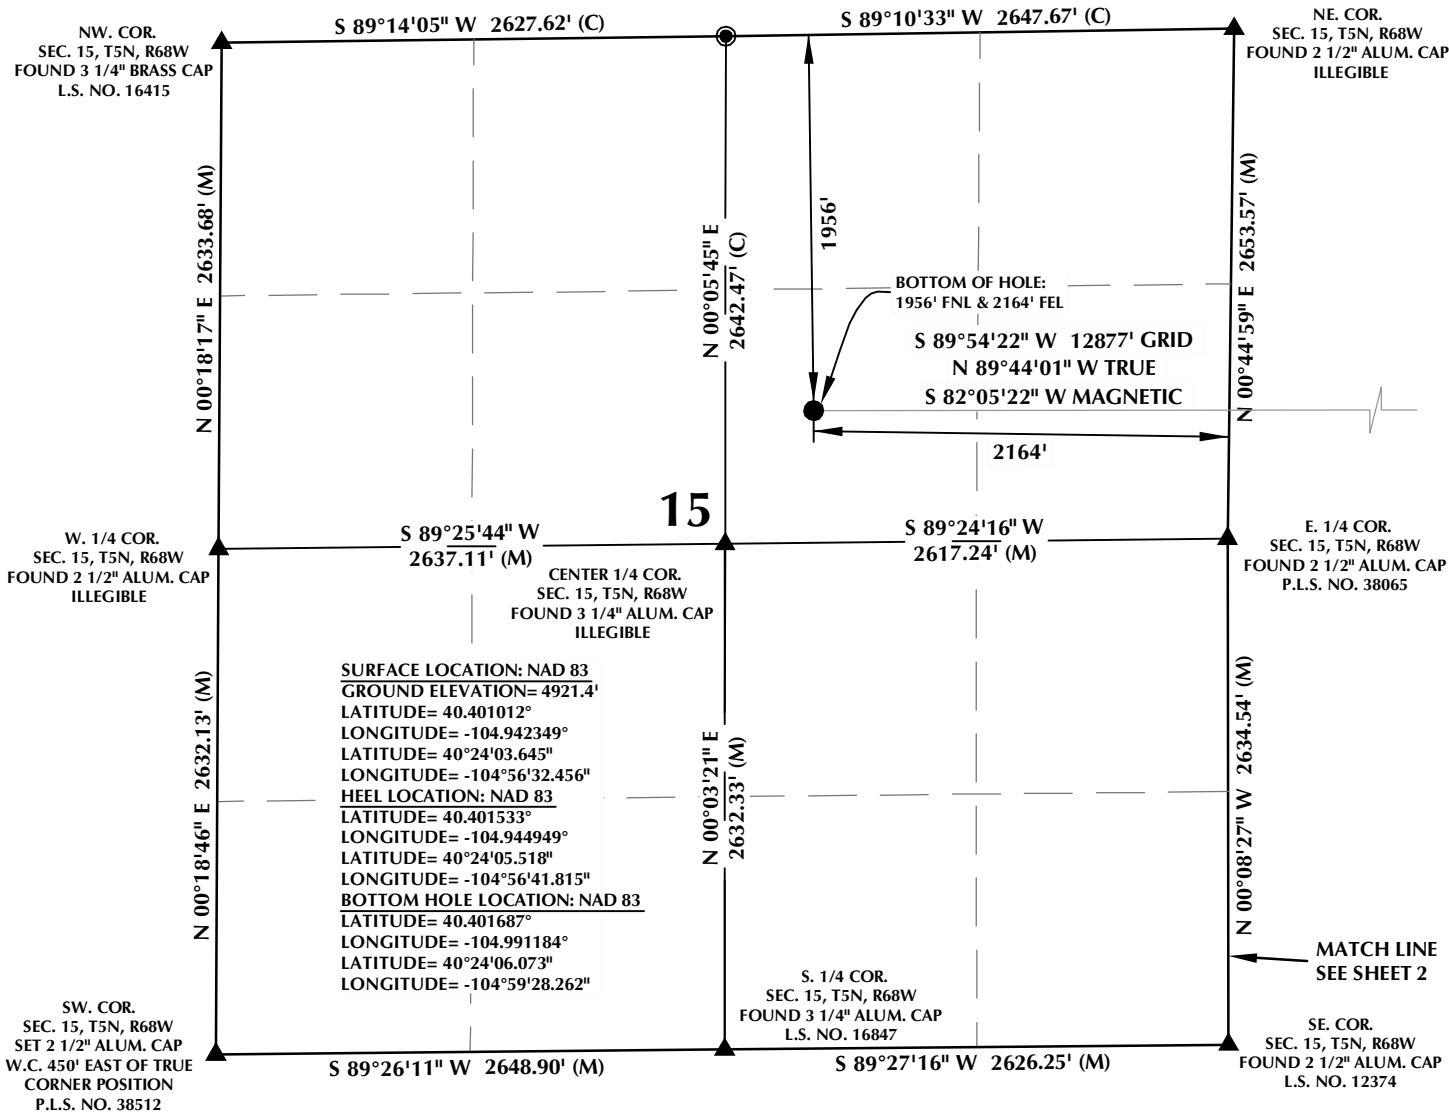 S 89°14'05" W 2627.62' (C)
S 89°10'33" W 2647.67' (C)
NW. COR.
SEC. 15, T5N, R68W
FOUND 3 1/4" BRASS CAP
L.S. NO. 16415
NE. COR.
SEC. 15, T5N, R68W
FOUND 2 1/2" ALUM. CAP
ILLEGIBLE
N 00°18'17" E 2633.68' (M)
N 00°05'45" E
2642.47' (C)
1956'
N 00°44'59" E 2653.57' (M)
BOTTOM OF HOLE:
1956' FNL & 2164' FEL
S 89°54'22" W 12877' GRID
N 89°44'01" W TRUE
S 82°05'22" W MAGNETIC
2164'
15
W. 1/4 COR.
SEC. 15, T5N, R68W
FOUND 2 1/2" ALUM. CAP
ILLEGIBLE
S 89°25'44" W
2637.11' (M)
S 89°24'16" W
2617.24' (M)
E. 1/4 COR.
SEC. 15, T5N, R68W
FOUND 2 1/2" ALUM. CAP
P.L.S. NO. 38065
CENTER 1/4 COR.
SEC. 15, T5N, R68W
FOUND 3 1/4" ALUM. CAP
ILLEGIBLE
N 00°18'46" E 2632.13' (M)
SURFACE LOCATION: NAD 83
GROUND ELEVATION= 4921.4'
LATITUDE= 40.401012°
LONGITUDE= -104.942349°
LATITUDE= 40°24'03.645"
LONGITUDE= -104°56'32.456"
HEEL LOCATION: NAD 83
LATITUDE= 40.401533°
LONGITUDE= -104.944949°
LATITUDE= 40°24'05.518"
LONGITUDE= -104°56'41.815"
BOTTOM HOLE LOCATION: NAD 83
LATITUDE= 40.401687°
LONGITUDE= -104.991184°
LATITUDE= 40°24'06.073"
LONGITUDE= -104°59'28.262"
N 00°03'21" E
2632.33' (M)
N 00°08'27" W 2634.54' (M)
MATCH LINE
SEE SHEET 2
SW. COR.
SEC. 15, T5N, R68W
SET 2 1/2" ALUM. CAP
W.C. 450' EAST OF TRUE
CORNER POSITION
P.L.S. NO. 38512
S. 1/4 COR.
SEC. 15, T5N, R68W
FOUND 3 1/4" ALUM. CAP
L.S. NO. 16847
SE. COR.
SEC. 15, T5N, R68W
FOUND 2 1/2" ALUM. CAP
L.S. NO. 12374
S 89°26'11" W 2648.90' (M)
S 89°27'16" W 2626.25' (M)